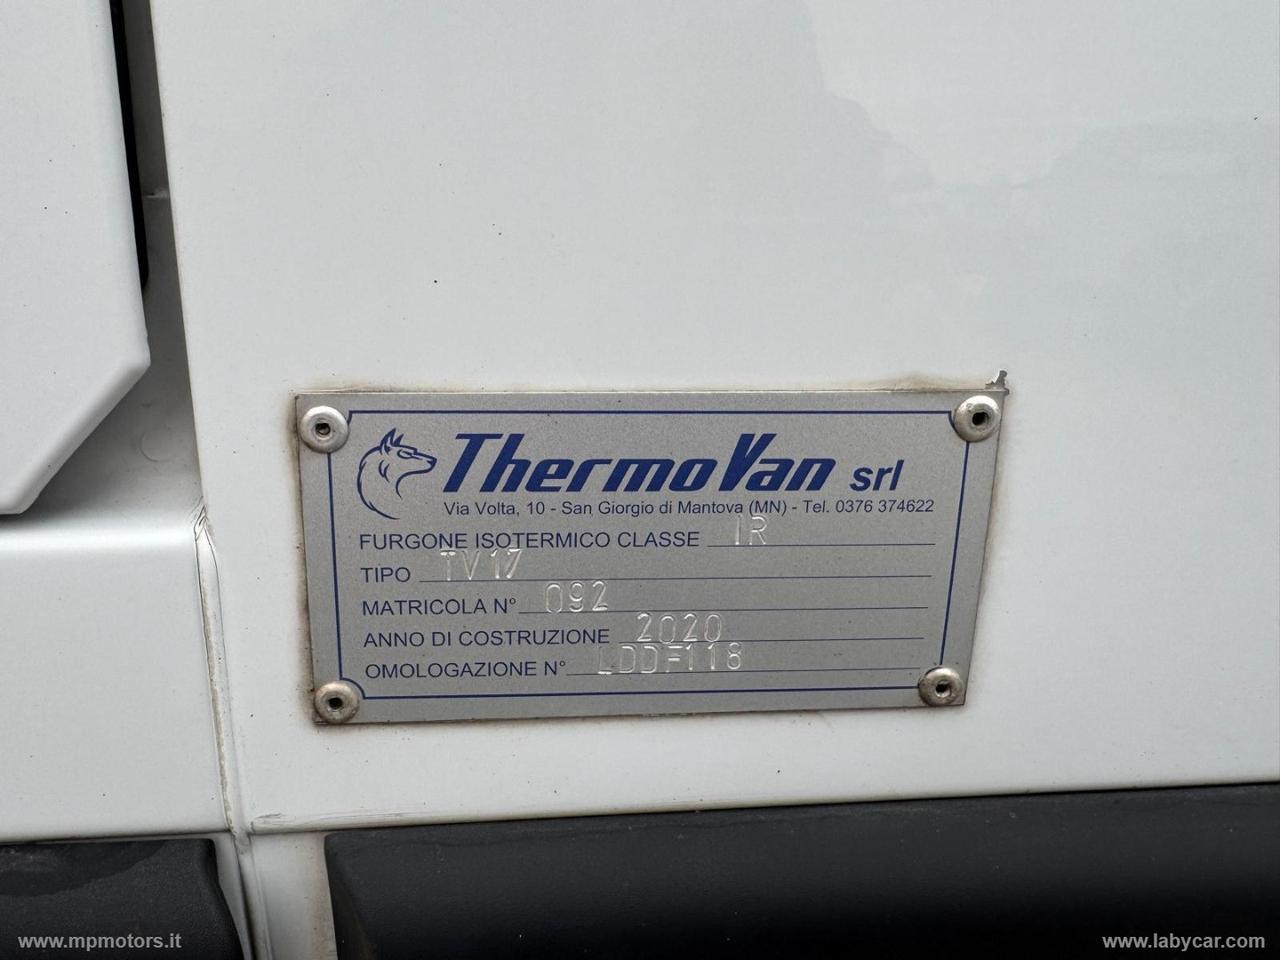 ThermoVan srl
Via Volta, 10 - San Giorgio di Mantova (MN) - Tel. 0376 374622
FURGONE ISOTERMICO CLASSE IR
TIPO TV17
MATRICOLA N° 092
ANNO DI COSTRUZIONE 2020
OMOLOGAZIONE N° LDDF118
www.mpmotors.it
www.labycar.com